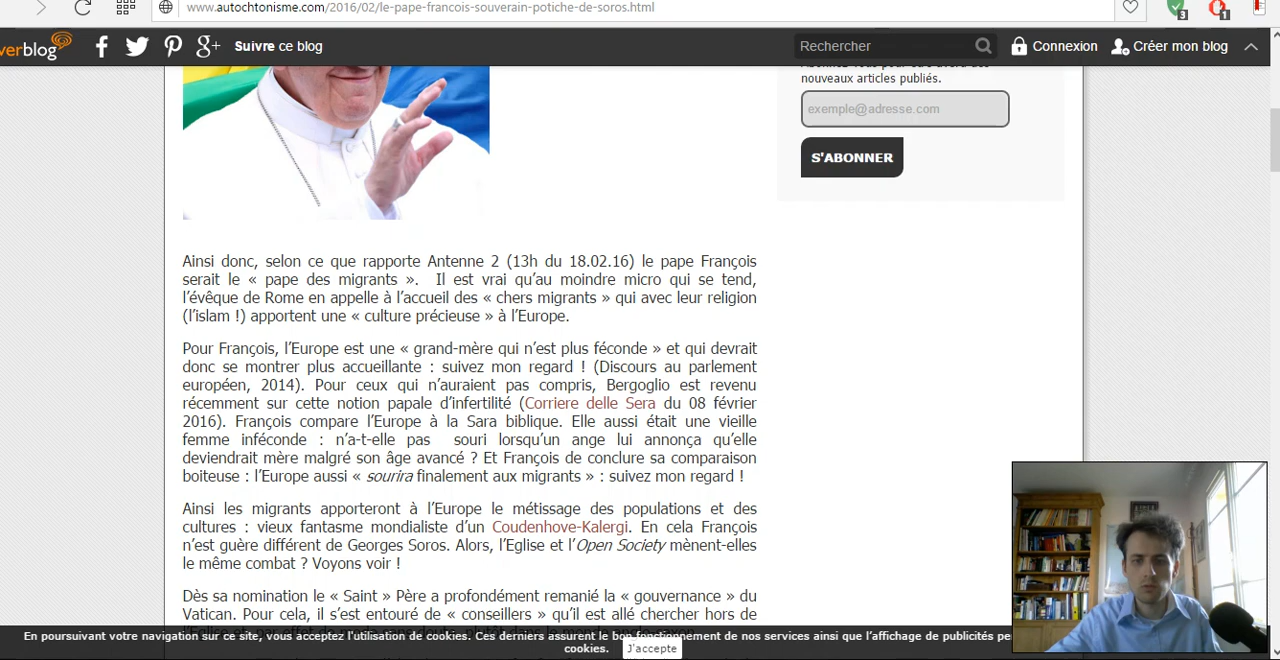 www.autochtonisme.com/2016/02/le-pape-francois-souverain-potiche-de-soros.html
3
1
verblog
Suivre ce blog
Rechercher
Connexion
Créer mon blog
nouveaux articles publiés.
exemple@adresse.com
S'ABONNER
Ainsi donc, selon ce que rapporte Antenne 2 (13h du 18.02.16) le pape François
serait le « pape des migrants ». Il est vrai qu'au moindre micro qui se tend,
l'évêque de Rome en appelle à l'accueil des « chers migrants » qui avec leur religion
(l'islam !) apportent une « culture précieuse » à l'Europe.
Pour François, l'Europe est une « grand-mère qui n'est plus féconde » et qui devrait
donc se montrer plus accueillante : suivez mon regard ! (Discours au parlement
européen, 2014). Pour ceux qui n'auraient pas compris, Bergoglio est revenu
récemment sur cette notion papale d'infertilité (Corriere delle Sera du 08 février
2016). François compare l'Europe à la Sara biblique. Elle aussi était une vieille
femme inféconde : n'a-t-elle pas souri lorsqu'un ange lui annonça qu'elle
deviendrait mère malgré son âge avancé ? Et François de conclure sa comparaison
boiteuse : l'Europe aussi « sourira finalement aux migrants » : suivez mon regard !
Ainsi les migrants apporteront à l'Europe le métissage des populations et des
cultures : vieux fantasme mondialiste d'un Coudenhove-Kalergi. En cela François
n'est guère différent de Georges Soros. Alors, l'Eglise et l'Open Society mènent-elles
le même combat ? Voyons voir !
Dès sa nomination le « Saint » Père a profondément remanié la « gouvernance » du
Vatican. Pour cela, il s'est entouré de « conseillers » qu'il est allé chercher hors de
En poursuivant votre navigation sur ce site, vous acceptez l'utilisation de cookies. Ces derniers assurent le bon fonctionnement de nos services ainsi que l'affichage de publicités pe
cookies. J'accepte